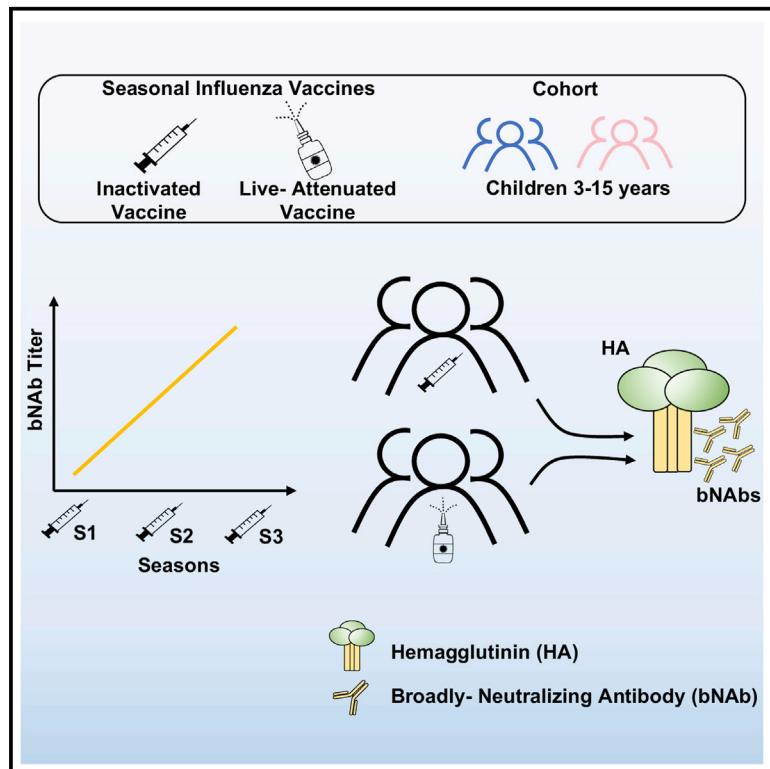 Seasonal Influenza Vaccines
Cohort
Inactivated
Vaccine
Live- Attenuated
Vaccine
Children 3-15 years
bNAb Titer
S1
S2
S3
Seasons
HA
bNAbs
Hemagglutinin (HA)
Broadly- Neutralizing Antibody (bNAb)